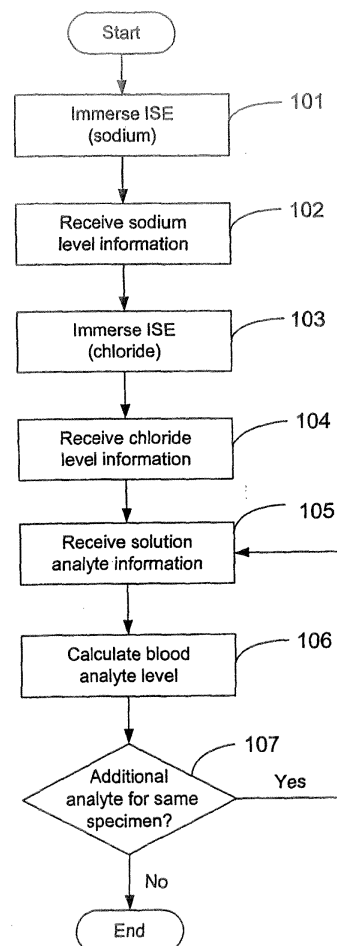 Start
Immerse ISE
(sodium)
101
Receive sodium
level information
102
Immerse ISE
(chloride)
103
Receive chloride
level information
104
Receive solution
analyte information
105
Calculate blood
analyte level
106
Additional
analyte for same
specimen?
107
Yes
No
End